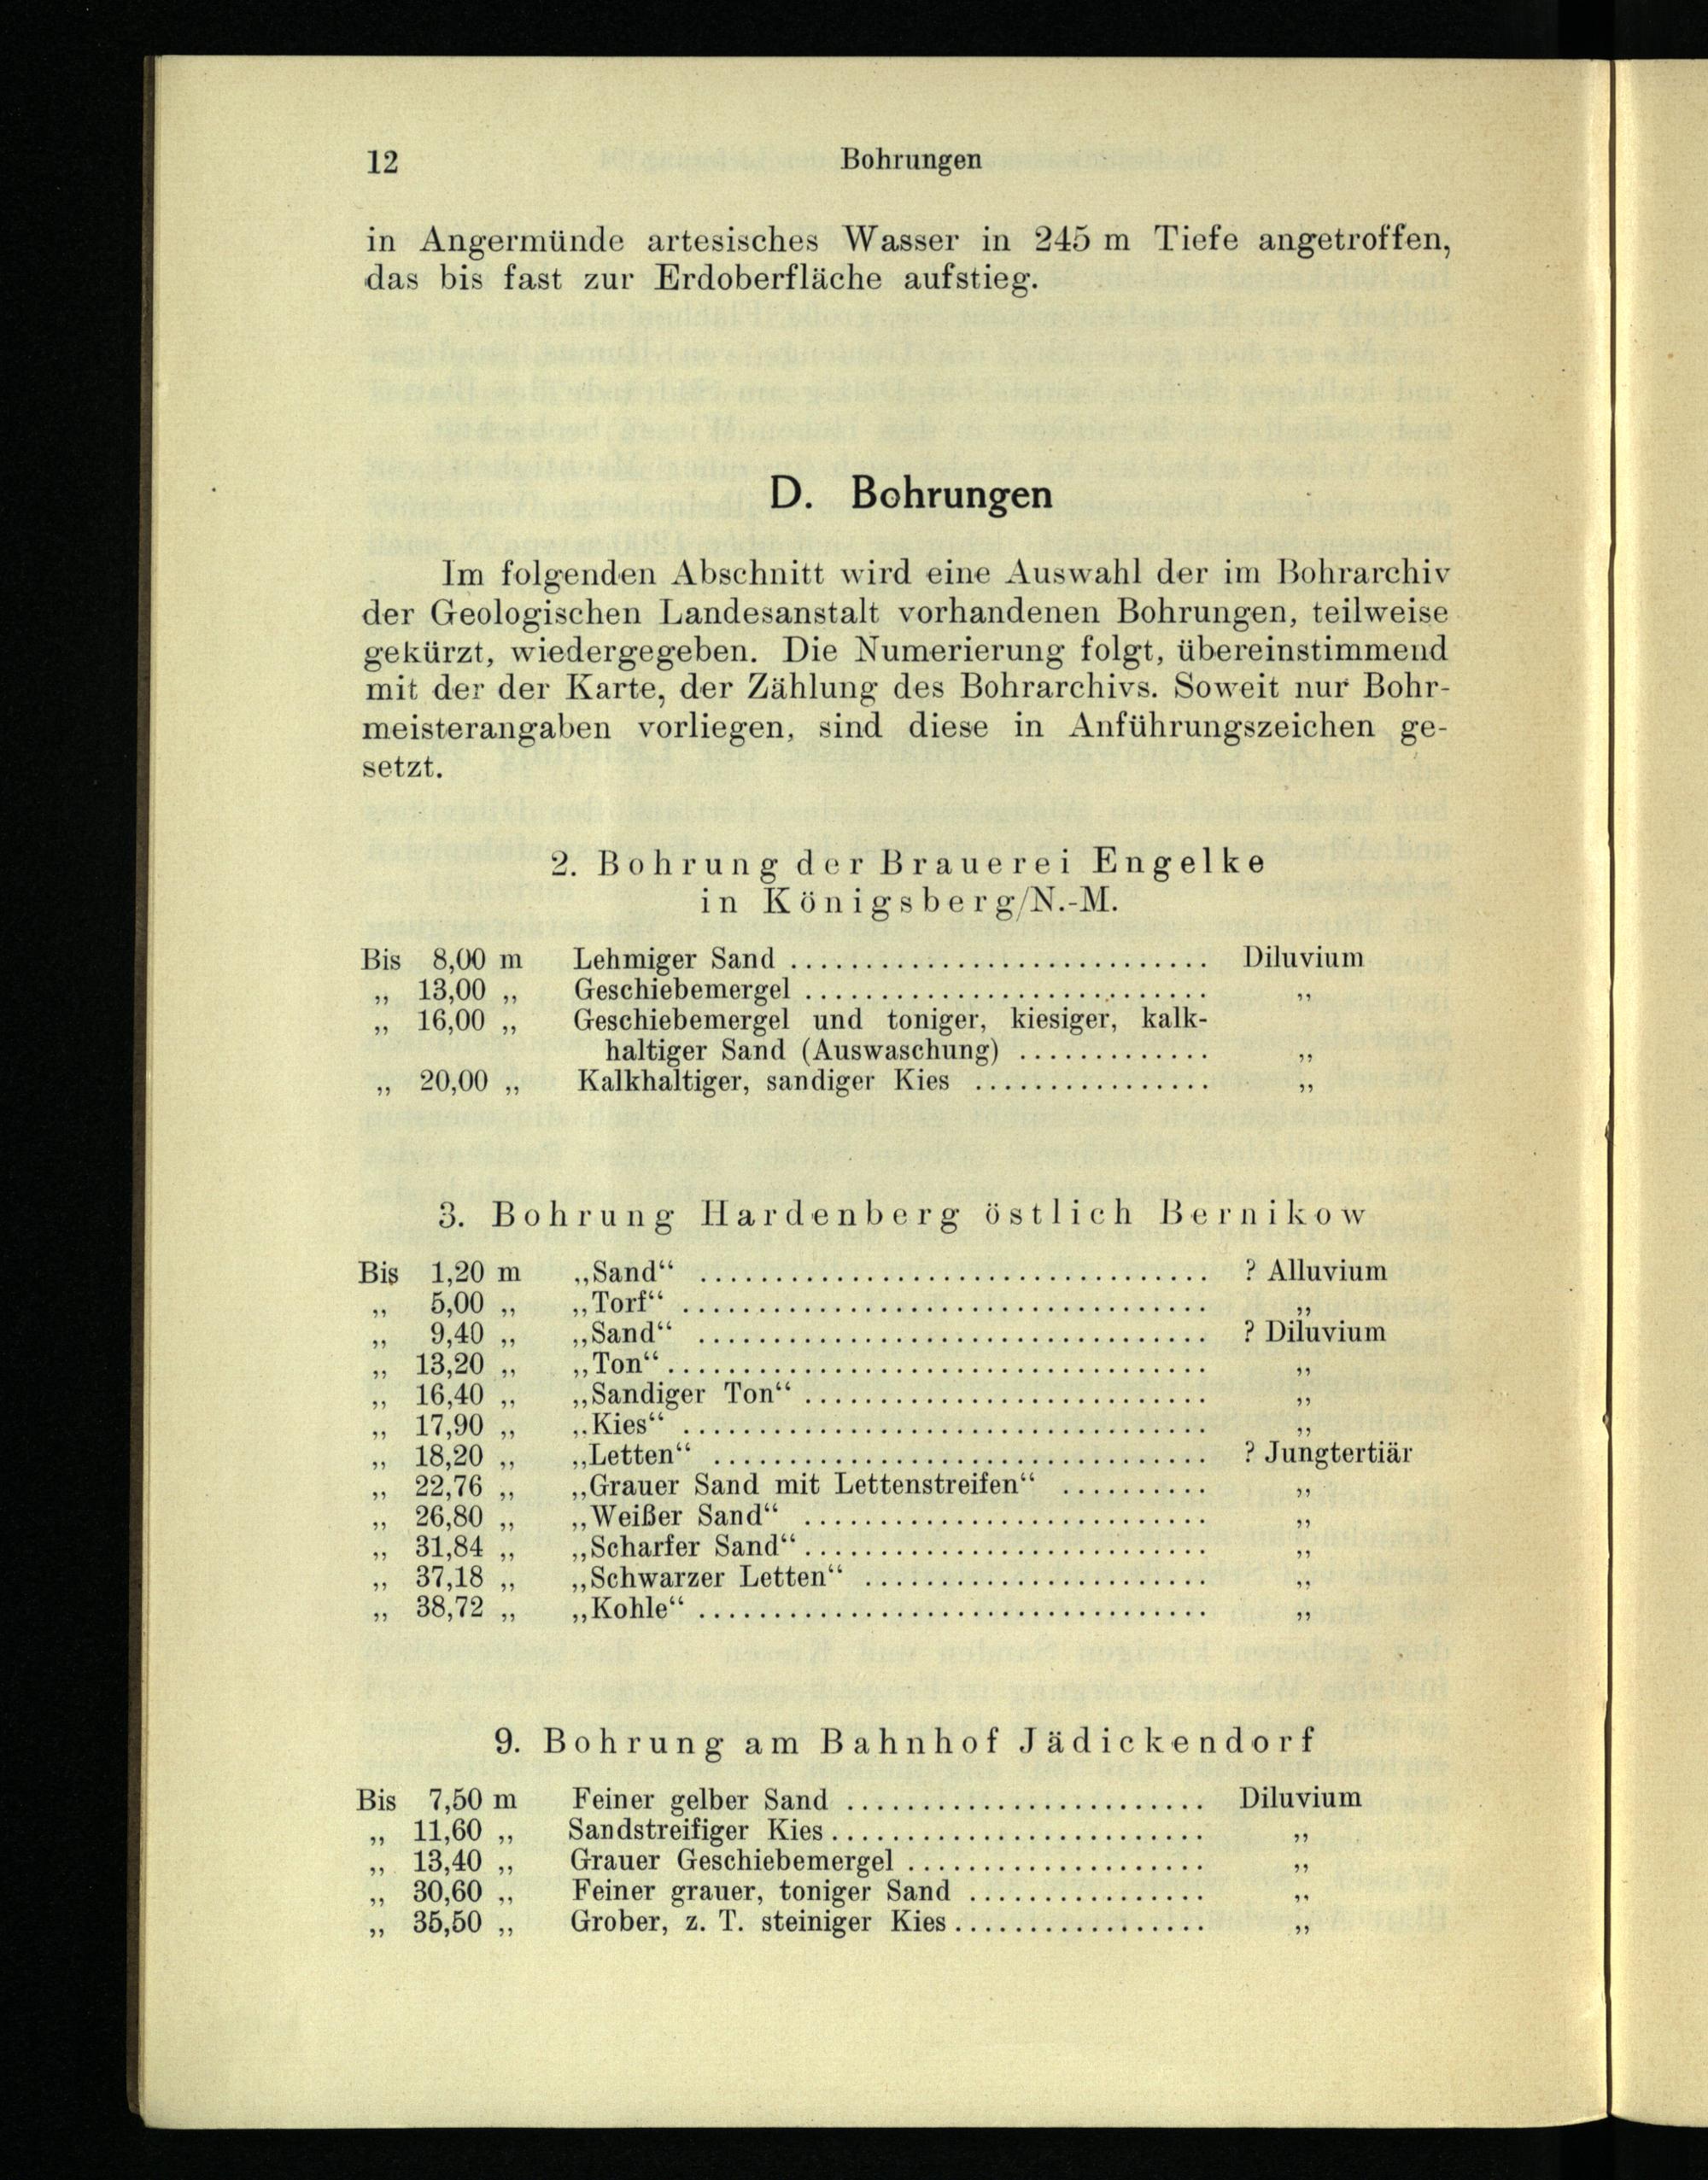 12 Bohrungen
in Angermünde artesisches Wasser in 245 m Tiefe angetroffen,
das bis fast zur Erdoberfläche aufstieg.
D. Bohrungen
Im folgenden Abschnitt wird eine Auswahl der im Bohrarchiv
der Geologischen Landesanstalt vorhandenen Bohrungen, teilweise
gekürzt, wiedergegeben. Die Numerierung folgt, übereinstimmend
mit der der Karte, der Zählung des Bohrarchivs. Soweit nur Bohr-
meisterangaben vorliegen, sind diese in Anführungszeichen ge-
setzt.
2. Bohrung der Brauerei Engelke
in Königsberg/N.-M.
Bis 8,00 m Lehmiger Sand ............................ Diluvium
„ 13,00 „ Geschiebemergel ........................... „
„ 16,00 „ Geschiebemergel und toniger, kiesiger, kalk-
haltiger Sand (Auswaschung) ............. „
„ 20,00 „ Kalkhaltiger, sandiger Kies ................ „
3. Bohrung Hardenberg östlich Bernikow
Bis 1,20 m „Sand“ .................................. ? Alluvium
„ 5,00 „ „Torf“ ................................... „
„ 9,40 „ „Sand“ .................................. ? Diluvium
„ 13,20 „ „Ton“.................................... „
„ 16,40 „ „Sandiger Ton“ ........................... „
„ 17,90 „ „Kies“ ................................... „
„ 18,20 „ „Letten“ ................................. ? Jungtertiär
„ 22,76 „ „Grauer Sand mit Lettenstreifen“ .......... „
„ 26,80 „ „Weißer Sand“ ........................... „
„ 31,84 „ „Scharfer Sand“........................... „
„ 37,18 „ „Schwarzer Letten“ ....................... „
„ 38,72 „ „Kohle“ .................................. „
9. Bohrung am Bahnhof Jädickendorf
Bis 7,50 m Feiner gelber Sand ........................ Diluvium
„ 11,60 „ Sandstreifiger Kies......................... „
„ 13,40 „ Grauer Geschiebemergel .................... „
„ 30,60 „ Feiner grauer, toniger Sand ................ „
„ 35,50 „ Grober, z. T. steiniger Kies................. „